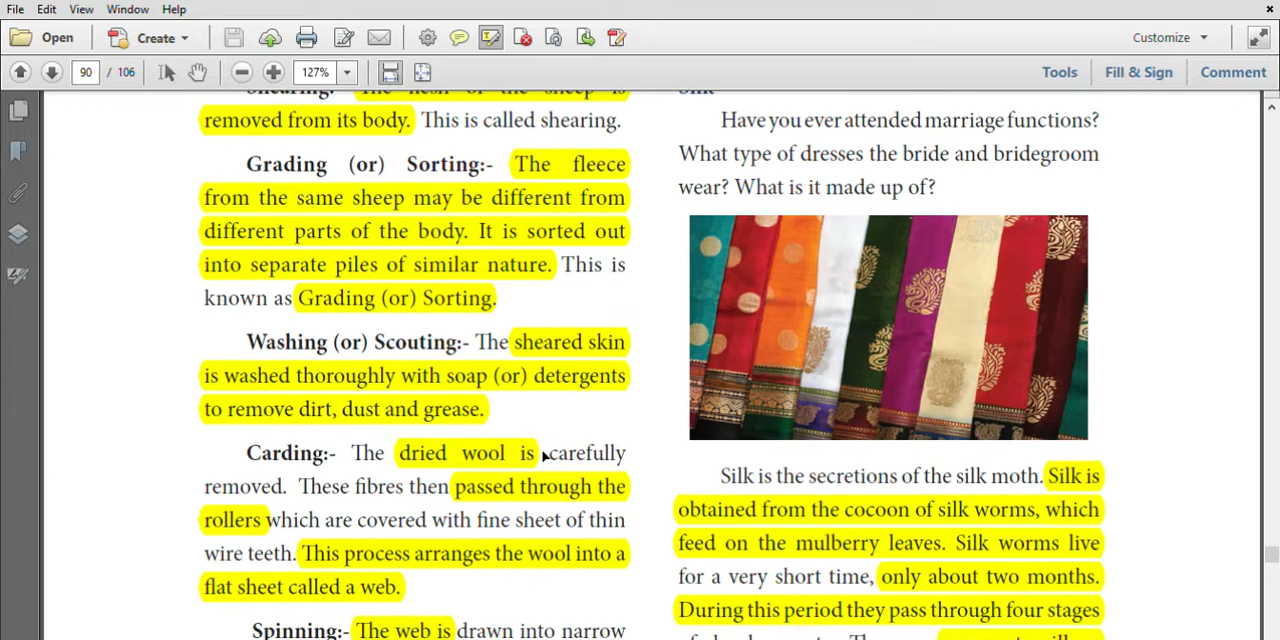 File Edit View Window Help ×
Open Create Customize
90 / 106 127% Tools Fill & Sign Comment
Shearing:- The flesh of the sheep is
removed from its body. This is called shearing.
Grading (or) Sorting:- The fleece
from the same sheep may be different from
different parts of the body. It is sorted out
into separate piles of similar nature. This is
known as Grading (or) Sorting.
Washing (or) Scouting:- The sheared skin
is washed thoroughly with soap (or) detergents
to remove dirt, dust and grease.
Carding:- The dried wool is carefully
removed. These fibres then passed through the
rollers which are covered with fine sheet of thin
wire teeth. This process arranges the wool into a
flat sheet called a web.
Spinning:- The web is drawn into narrow
Silk
Have you ever attended marriage functions?
What type of dresses the bride and bridegroom
wear? What is it made up of?
Silk is the secretions of the silk moth. Silk is
obtained from the cocoon of silk worms, which
feed on the mulberry leaves. Silk worms live
for a very short time, only about two months.
During this period they pass through four stages